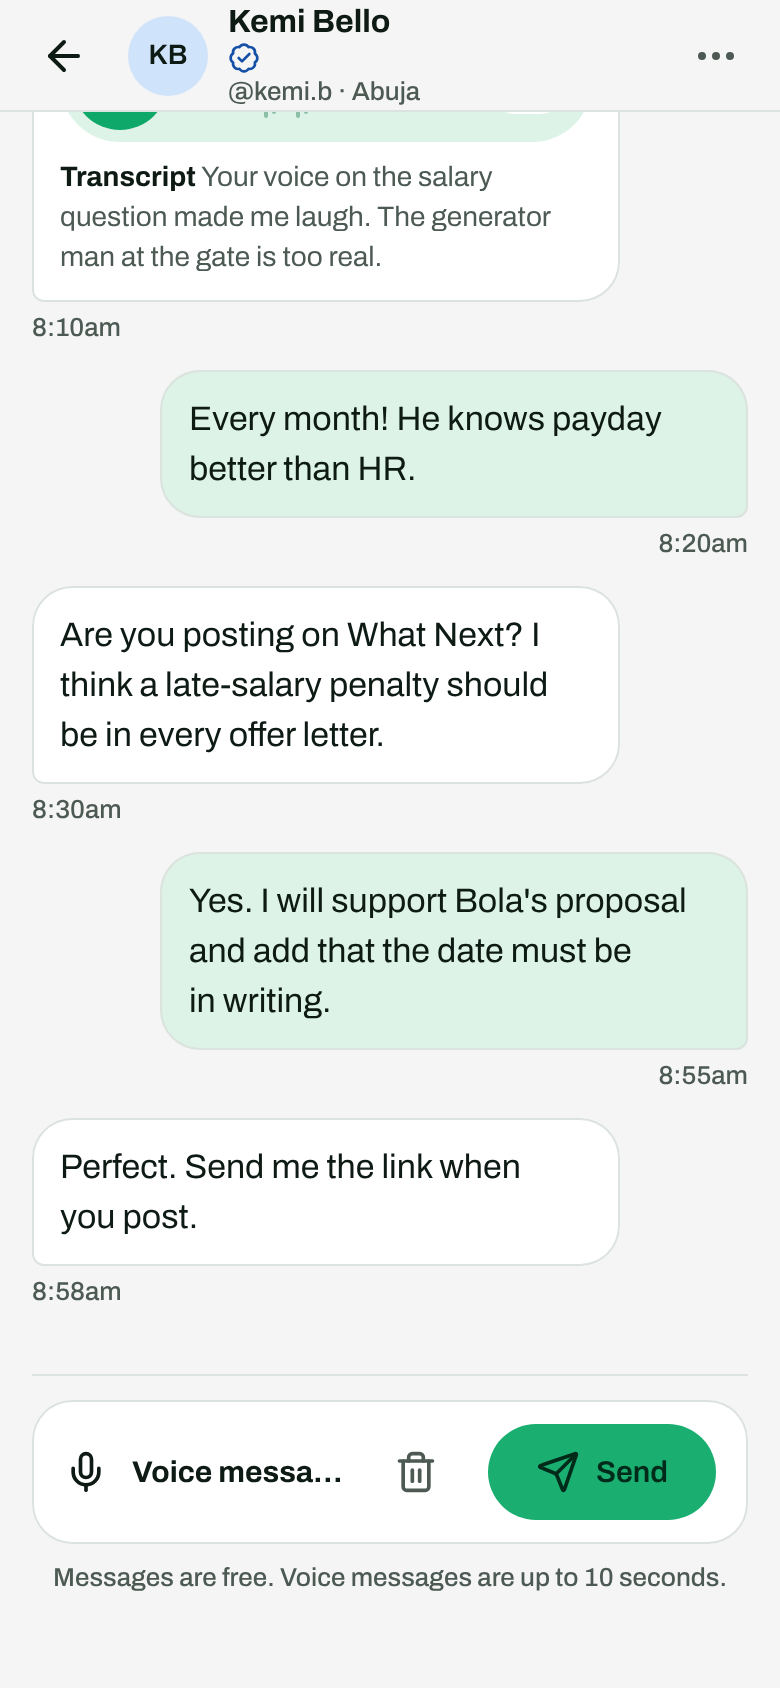 Kemi Bello
KB
@kemi.b · Abuja
Transcript Your voice on the salary
question made me laugh. The generator
man at the gate is too real.
8:10am
Every month! He knows payday
better than HR.
8:20am
Are you posting on What Next? I
think a late-salary penalty should
be in every offer letter.
8:30am
Yes. I will support Bola's proposal
and add that the date must be
in writing.
8:55am
Perfect. Send me the link when
you post.
8:58am
Voice messa...
Send
Messages are free. Voice messages are up to 10 seconds.